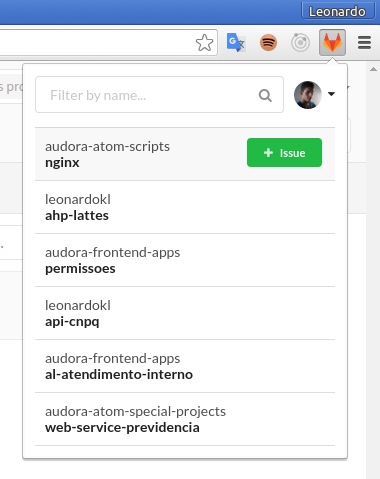 Leonardo
s pro
Filter by name...
audora-atom-scripts
nginx
+ Issue
leonardokl
ahp-lattes
audora-frontend-apps
permissoes
leonardokl
api-cnpq
audora-frontend-apps
al-atendimento-interno
audora-atom-special-projects
web-service-previdencia